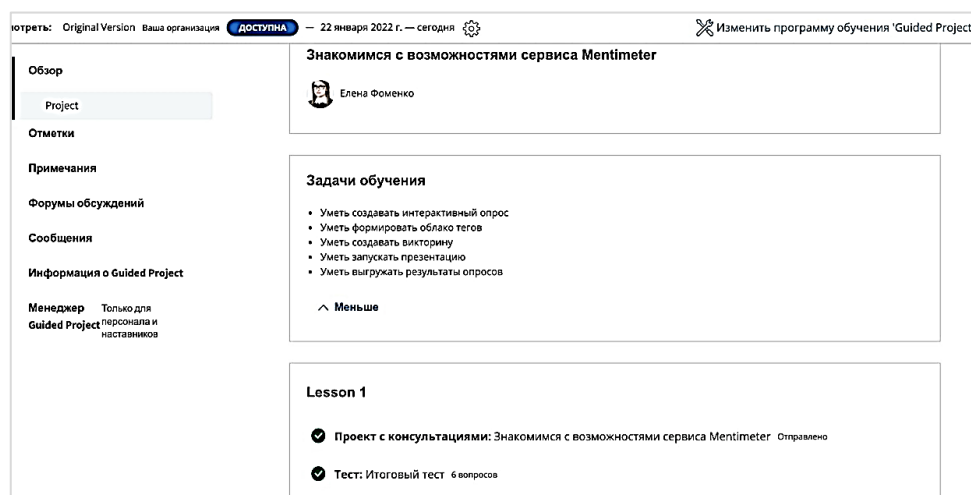 мотреть: Original Version Ваша организация ДОСТУПНА — 22 января 2022 г. — сегодня
Изменить программу обучения 'Guided Project
Обзор
Project
Отметки
Примечания
Форумы обсуждений
Сообщения
Информация о Guided Project
Менеджер Guided Project
Только для
персонала и
наставников
Знакомимся с возможностями сервиса Mentimeter
Елена Фоменко
Задачи обучения
• Уметь создавать интерактивный опрос
• Уметь формировать облако тегов
• Уметь создавать викторину
• Уметь запускать презентацию
• Уметь выгружать результаты опросов
Меньше
Lesson 1
Проект с консультациями: Знакомимся с возможностями сервиса Mentimeter Отправлено
Тест: Итоговый тест 6 вопросов